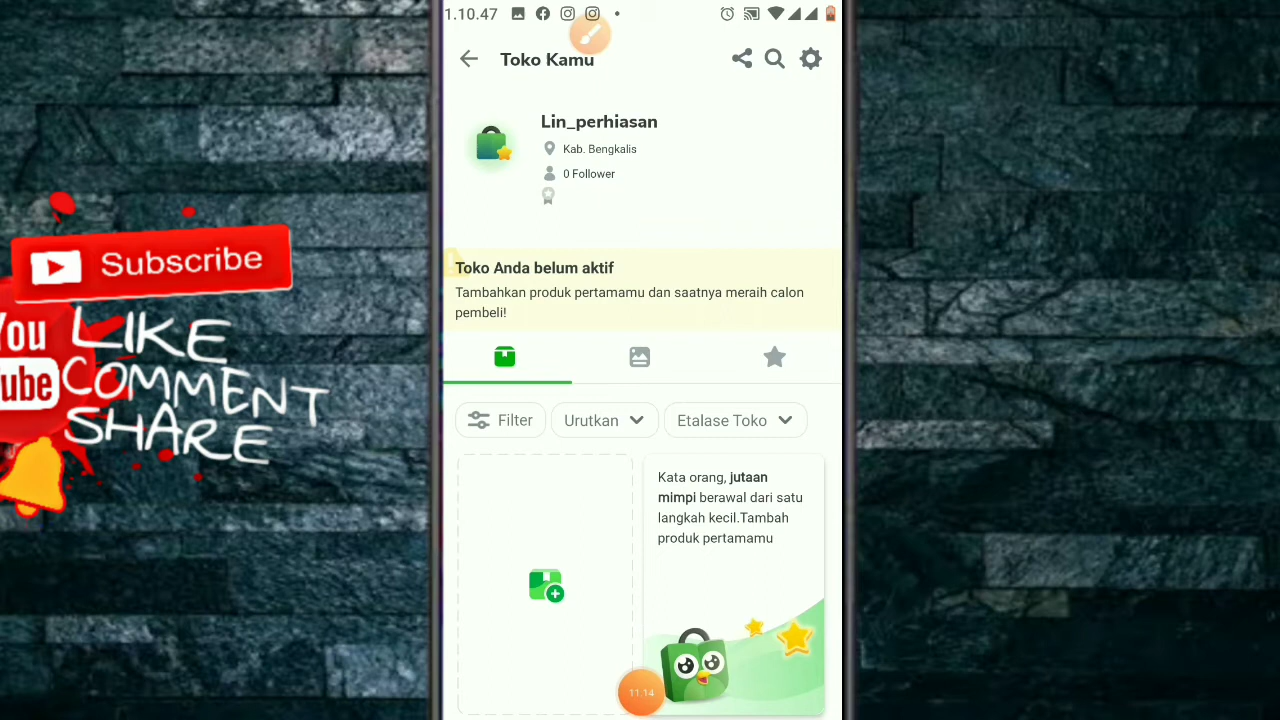 1.10.47
Toko Kamu
Lin_perhiasan
Kab. Bengkalis
0 Follower
Toko Anda belum aktif
Tambahkan produk pertamamu dan saatnya meraih calon
pembeli!
Filter
Urutkan
Etalase Toko
Kata orang, jutaan
mimpi berawal dari satu
langkah kecil.Tambah
produk pertamamu
11.14
Subscribe
You
Tube
LIKE
COMMENT
SHARE